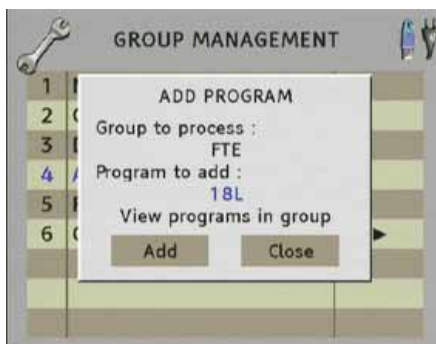 GROUP MANAGEMENT
ADD PROGRAM
Group to process :
FTE
Program to add :
18L
View programs in group
Add Close
1
2
3
4
5
6